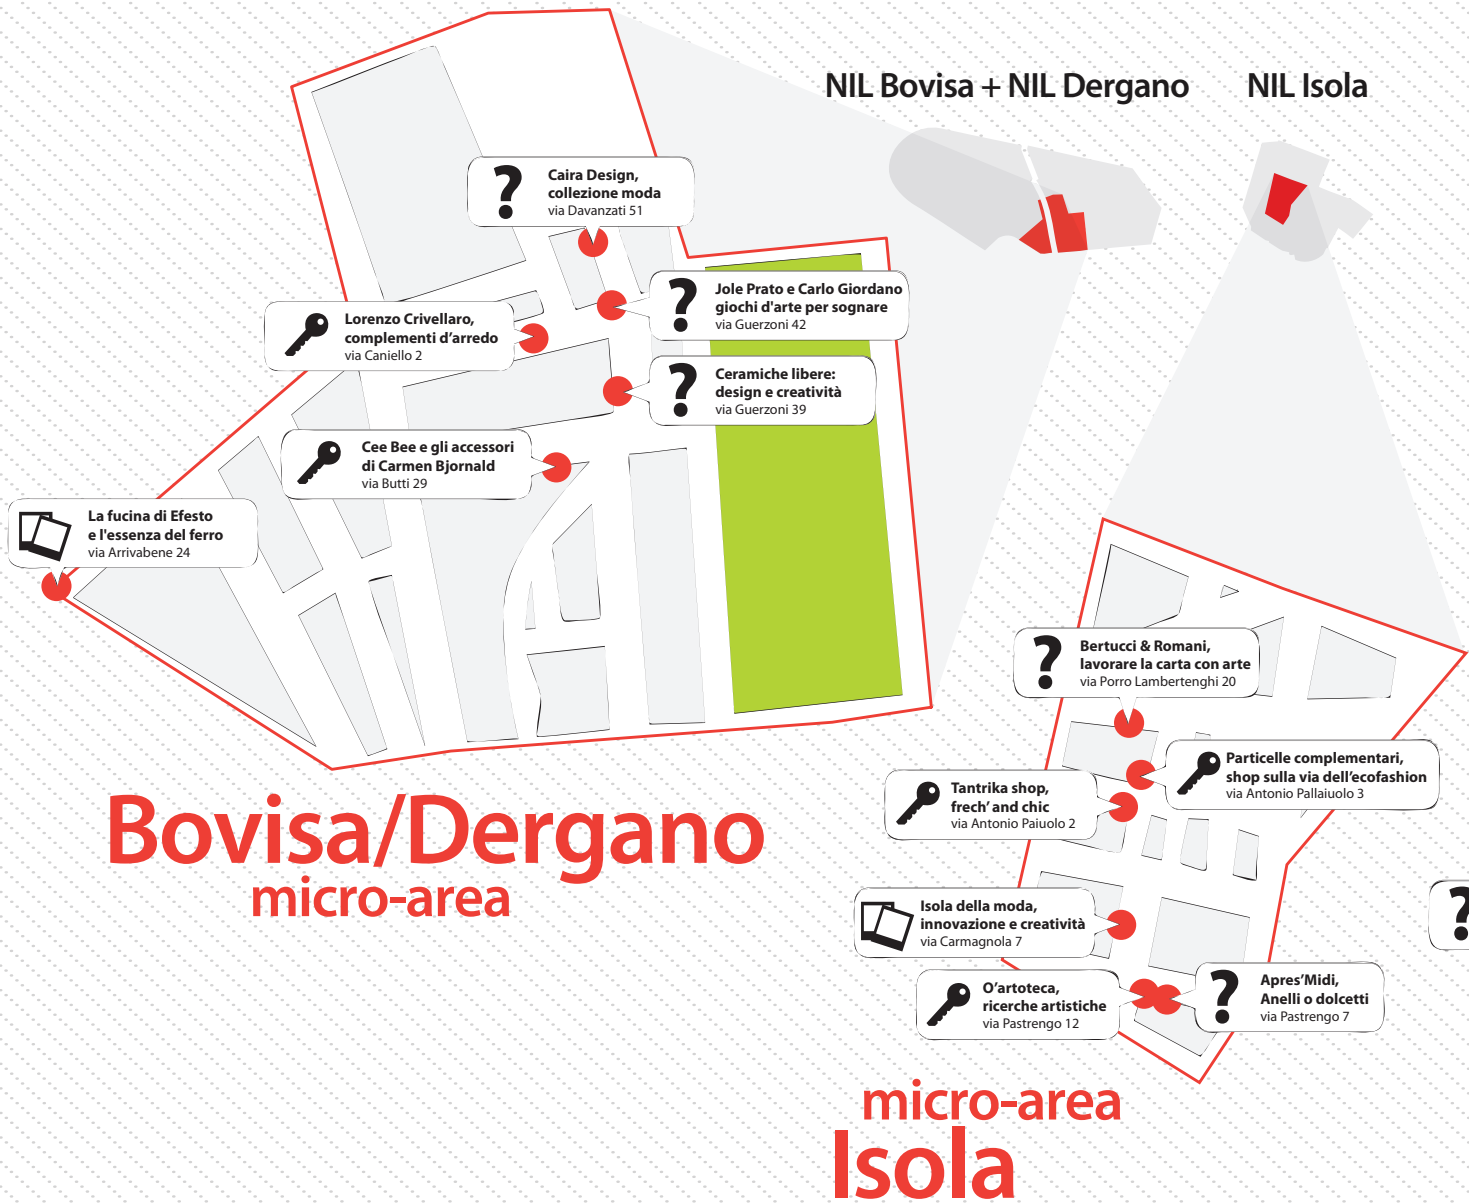 NIL Bovisa + NIL Dergano
NIL Isola
Caira Design,
collezione moda
via Davanzati 51
Jole Prato e Carlo Giordano
giochi d'arte per sognare
via Guerzoni 42
Lorenzo Crivellaro,
complementi d'arredo
via Caniello 2
Ceramiche libere:
design e creatività
via Guerzoni 39
Cee Bee e gli accessori
di Carmen Bjornald
via Butti 29
La fucina di Efesto
e l'essenza del ferro
via Arrivabene 24
Bovisa/Dergano
micro-area
Bertucci & Romani,
lavorare la carta con arte
via Porro Lambertenghi 20
Particelle complementari,
shop sulla via dell'ecofashion
via Antonio Pallaiuolo 3
Tantrika shop,
frech' and chic
via Antonio Paiuolo 2
Isola della moda,
innovazione e creatività
via Carmagnola 7
O'artoteca,
ricerche artistiche
via Pastrengo 12
Apres'Midi,
Anelli o dolcetti
via Pastrengo 7
micro-area
Isola